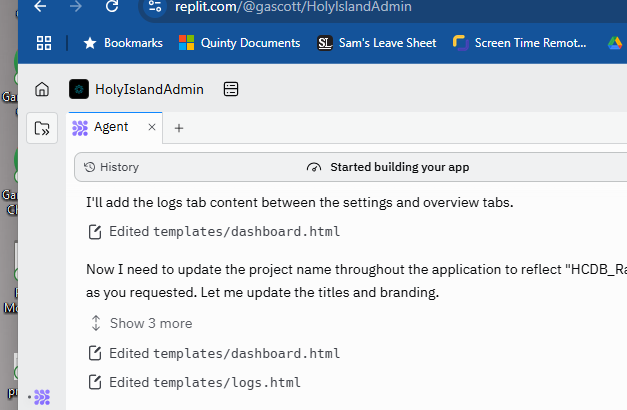 replit.com/@gascott/HolyIslandAdmin
Bookmarks Quinty Documents SL Sam's Leave Sheet Screen Time Remot...
HolyIslandAdmin
Agent
History Started building your app
I'll add the logs tab content between the settings and overview tabs.
Edited templates/dashboard.html
Now I need to update the project name throughout the application to reflect "HCDB_Ra
as you requested. Let me update the titles and branding.
Show 3 more
Edited templates/dashboard.html
Edited templates/logs.html